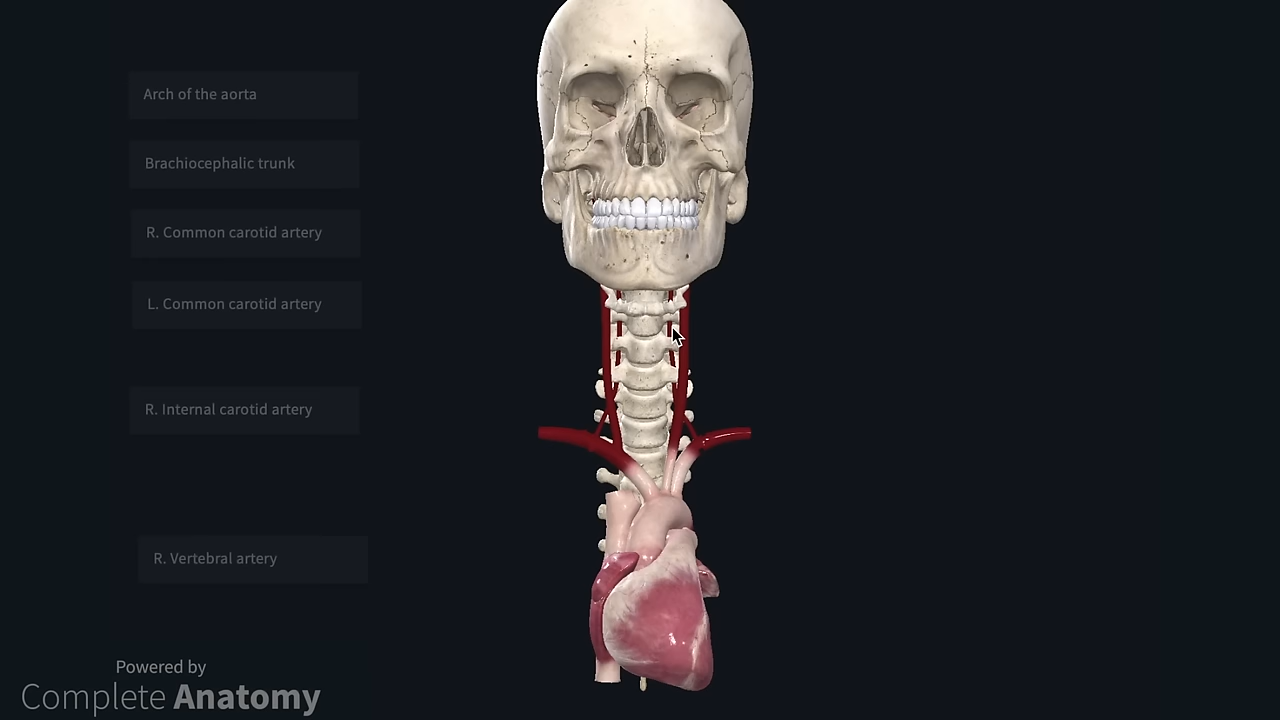 Arch of the aorta
Brachiocephalic trunk
R. Common carotid artery
L. Common carotid artery
R. Internal carotid artery
R. Vertebral artery
Powered by
Complete Anatomy